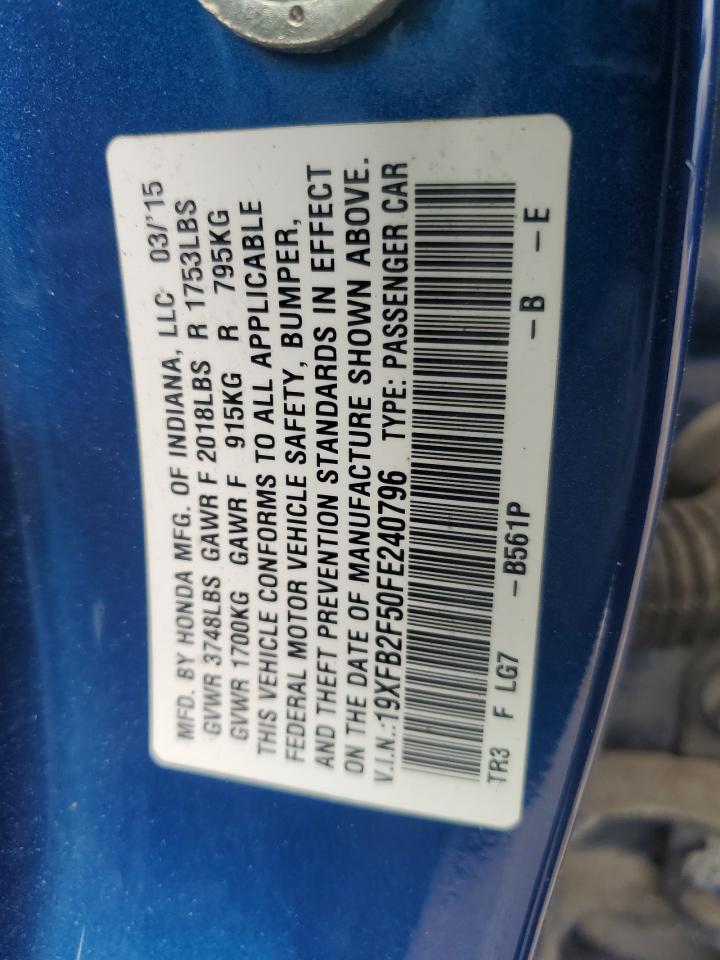 MFD. BY HONDA MFG. OF INDIANA, LLC 03/'15
GVWR 3748LBS GAWR F 2018LBS R 1753LBS
GVWR 1700KG GAWR F 915KG R 795KG
THIS VEHICLE CONFORMS TO ALL APPLICABLE
FEDERAL MOTOR VEHICLE SAFETY, BUMPER,
AND THEFT PREVENTION STANDARDS IN EFFECT
ON THE DATE OF MANUFACTURE SHOWN ABOVE.
V.I.N.:19XFB2F50FE240796 TYPE: PASSENGER CAR
TR3 F LG7 -B561P -B -E